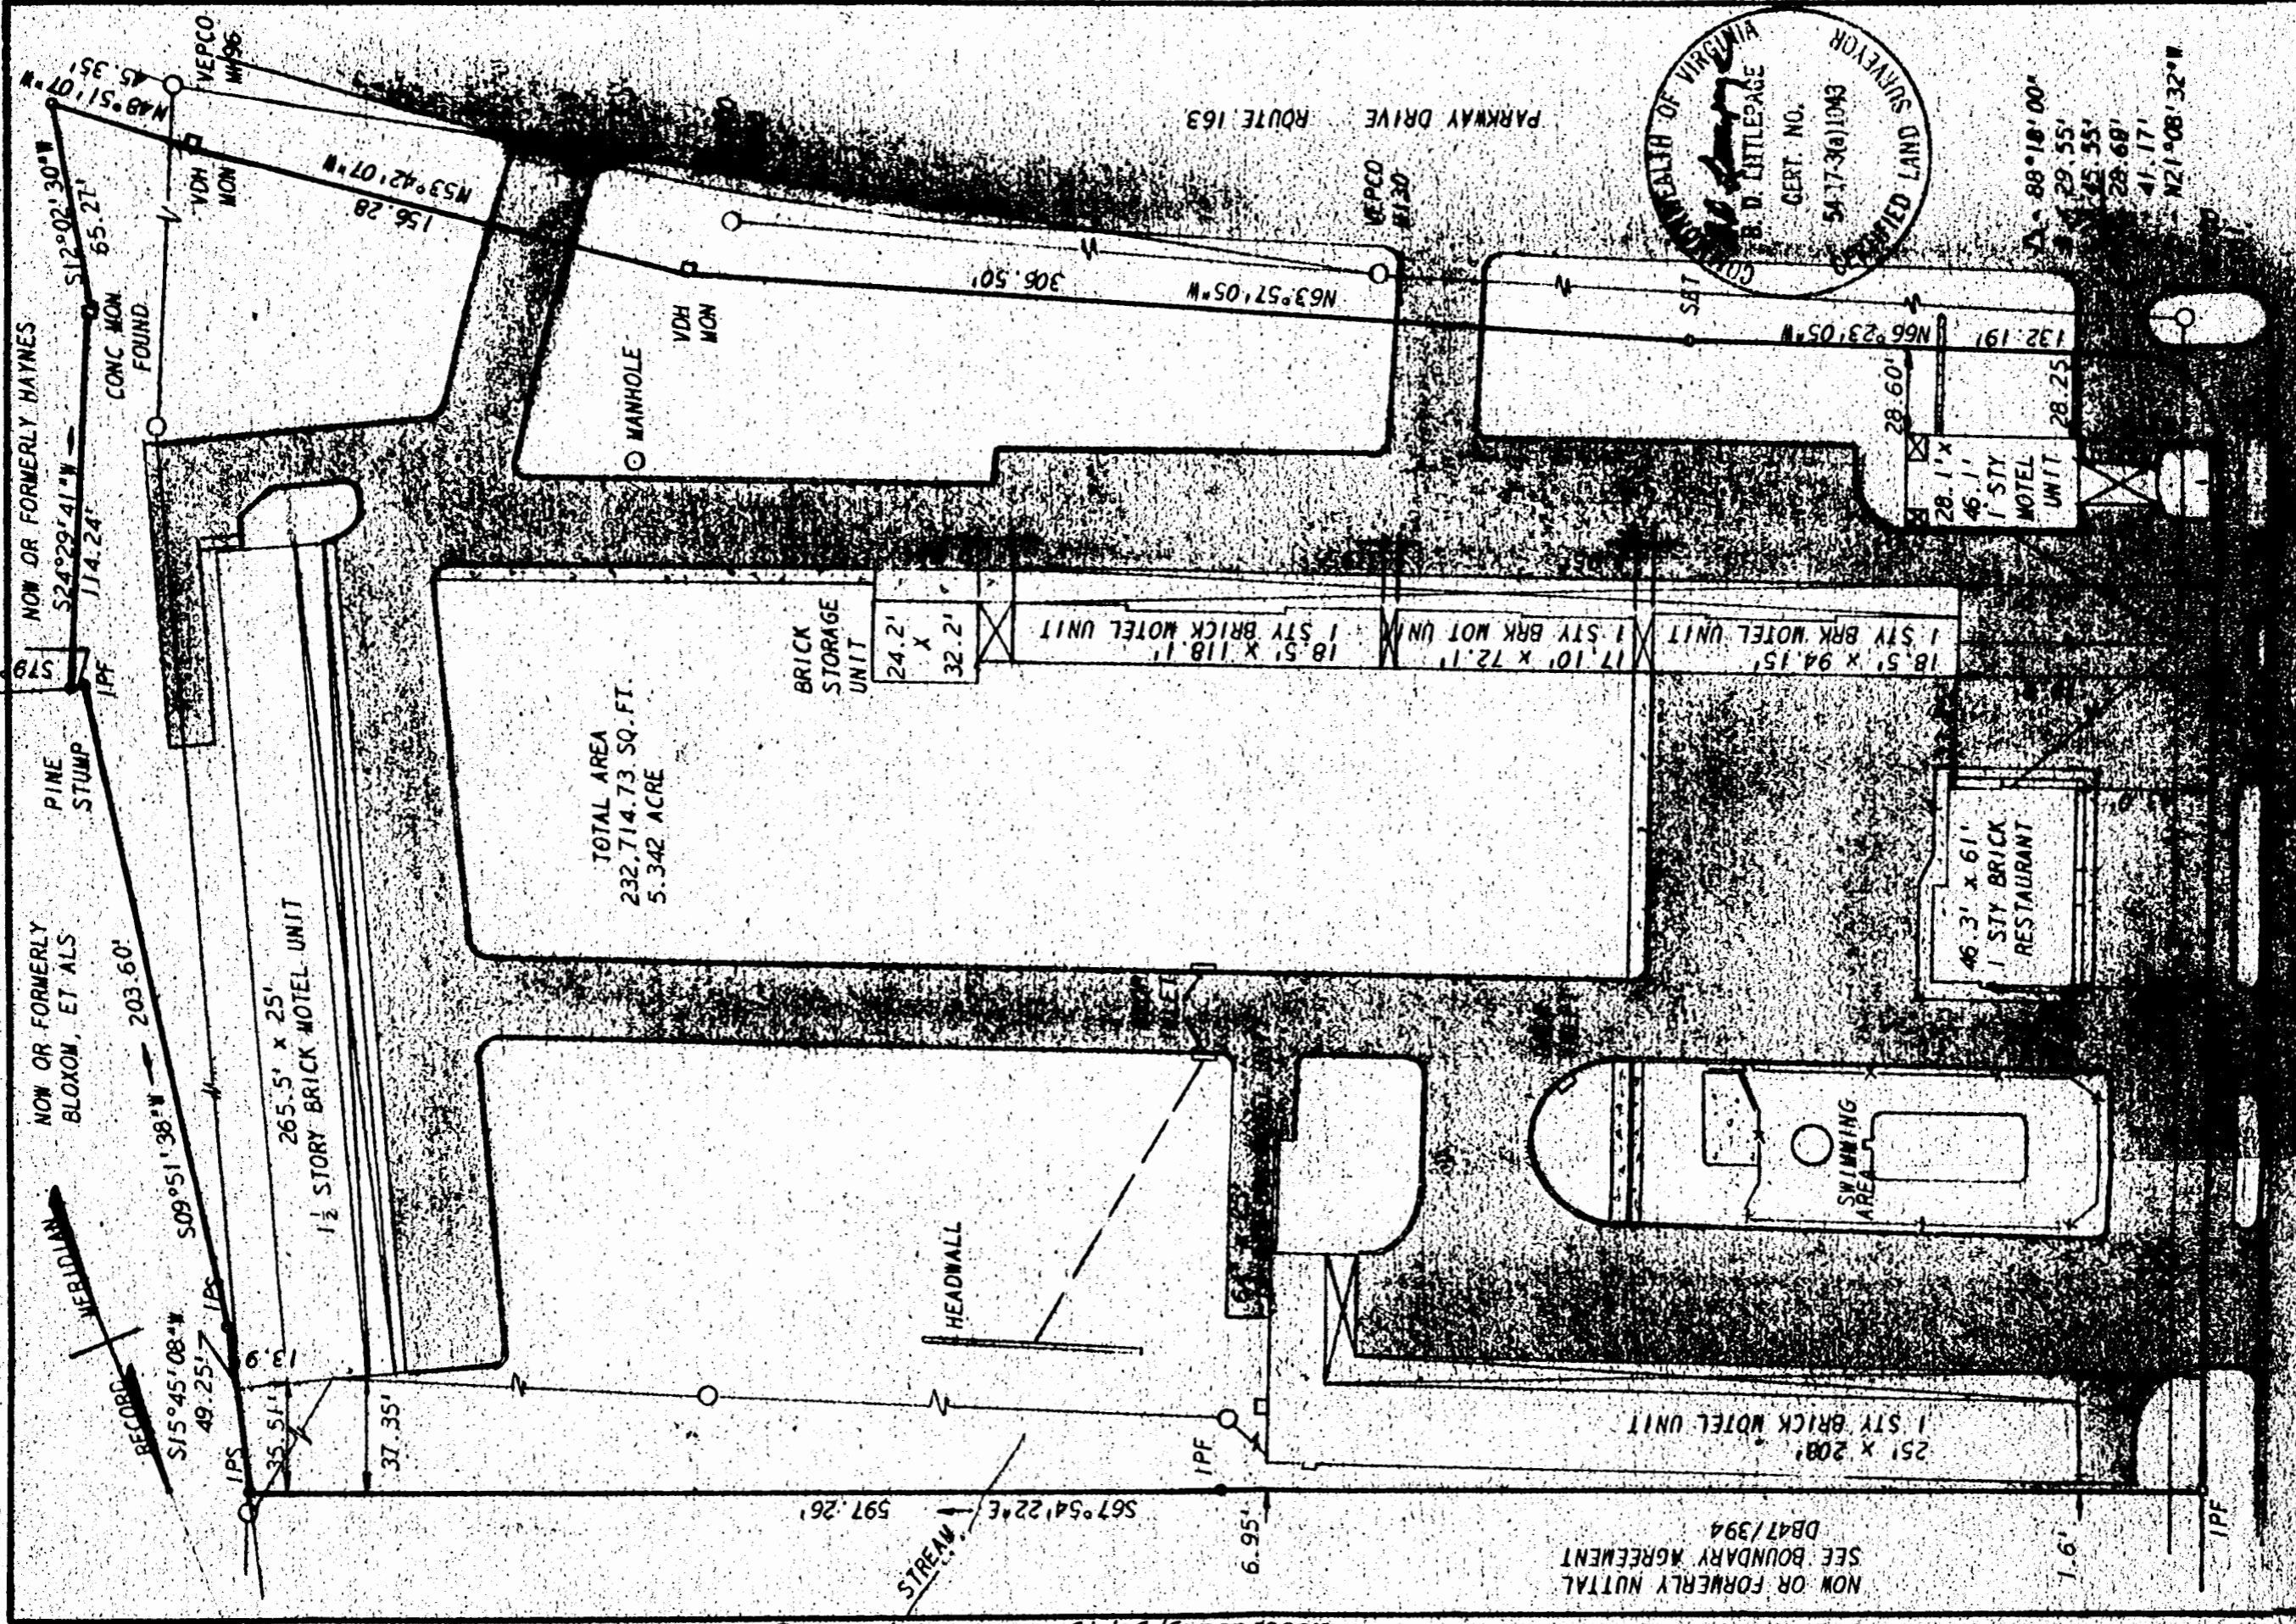 NOW OR FORMERLY HAYNES
S24°29'41"W
114.24'
CONC MON
FOUND
S12°02'30"W
65.21'
N48°51'07"W
45.35'
VEPCO
VDH
MON
N53°42'07"W
156.28
IPF
PINE
STUMP
NOW OR FORMERLY
BLOXOM, ET ALS
S09°51'38"W
203.60'
MERIDIAN
RECORD
S15°45'08"W
49.25'
IPS
IPS
13.9
35.51'
37.35'
265.5' x 25'
1½ STORY BRICK MOTEL UNIT
MANHOLE
VDH
MON
306.50'
N63°57'05"W
PARKWAY DRIVE ROUTE 163
VEPCO
TOTAL AREA
232,714.73 SQ.FT.
5.342 ACRE
BRICK
STORAGE
UNIT
24.2'
X
32.2'
18.5' x 118.1'
1 STY BRICK MOTEL UNIT
17.10' x 72.1'
1 STY BRK MOT UNIT
18.5' x 94.15'
1 STY BRK MOTEL UNIT
COMMONWEALTH OF VIRGINIA
B. D. LITTLEPAGE
CERT. NO.
CERTIFIED LAND SURVEYOR
SET
N66°23'05"W
132.19'
28.60'
28.25'
28.1' x
46.1'
1 STY
MOTEL
UNIT
88°18'00"
29.55'
45.55'
28.68'
41.17'
N21°08'32"W
46.3' x 61'
1 STY BRICK
RESTAURANT
SWIMMING
AREA
INLET
HEADWALL
STREAM
S67°54'22"E
597.26'
IPF
6.95'
25' x 200'
1 STY BRICK MOTEL UNIT
NOW OR FORMERLY NUTTAL
SEE BOUNDARY AGREEMENT
DB47/394
1.6'
IPF